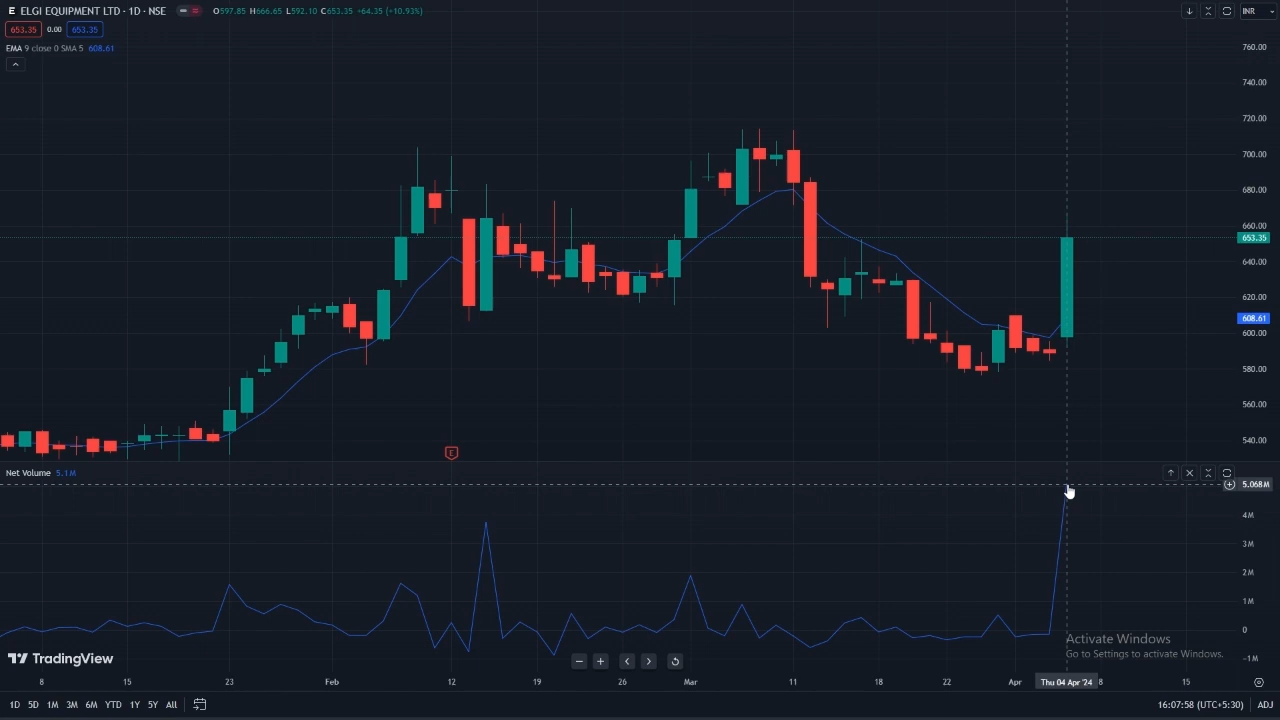 E ELGI EQUIPMENT LTD · 1D · NSE O597.85 H666.65 L592.10 C653.35 +64.35 (+10.93%) INR
653.35 0.00 653.35
EMA 9 close 0 SMA 5 608.61
760.00
740.00
720.00
700.00
680.00
660.00
653.35
640.00
620.00
608.61
600.00
580.00
560.00
540.00
E
Net Volume 5.1M
5.068M
4M
3M
2M
1M
0
−1M
Activate Windows
Go to Settings to activate Windows.
TradingView
8 15 23 Feb 12 19 26 Mar 11 18 22 Apr Thu 04 Apr '24 8 15
1D 5D 1M 3M 6M YTD 1Y 5Y All 16:07:58 (UTC+5:30) ADJ